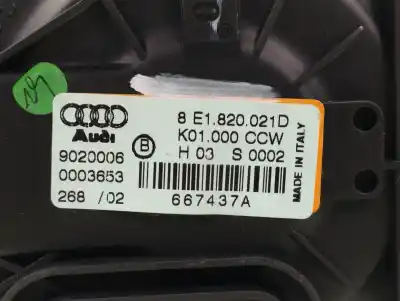 8 E1.820.021D
Audi
K01.000 CCW
9020006
B
H 03 S 0002
0003653
268 /02
667437A
MADE IN ITALY